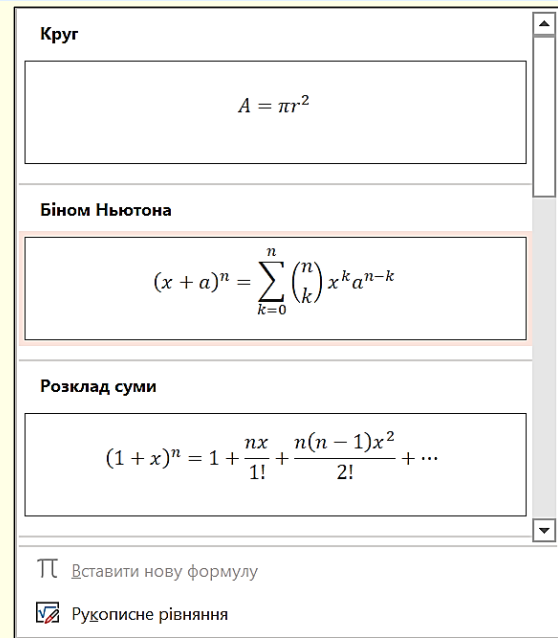 Круг
A = πr²
Біном Ньютона
(x + a)ⁿ = ∑_{k=0}^{n} (n k) xᵏaⁿ⁻ᵏ
Розклад суми
(1 + x)ⁿ = 1 + nx/1! + n(n − 1)x²/2! + ⋯
Вставити нову формулу
Рукописне рівняння